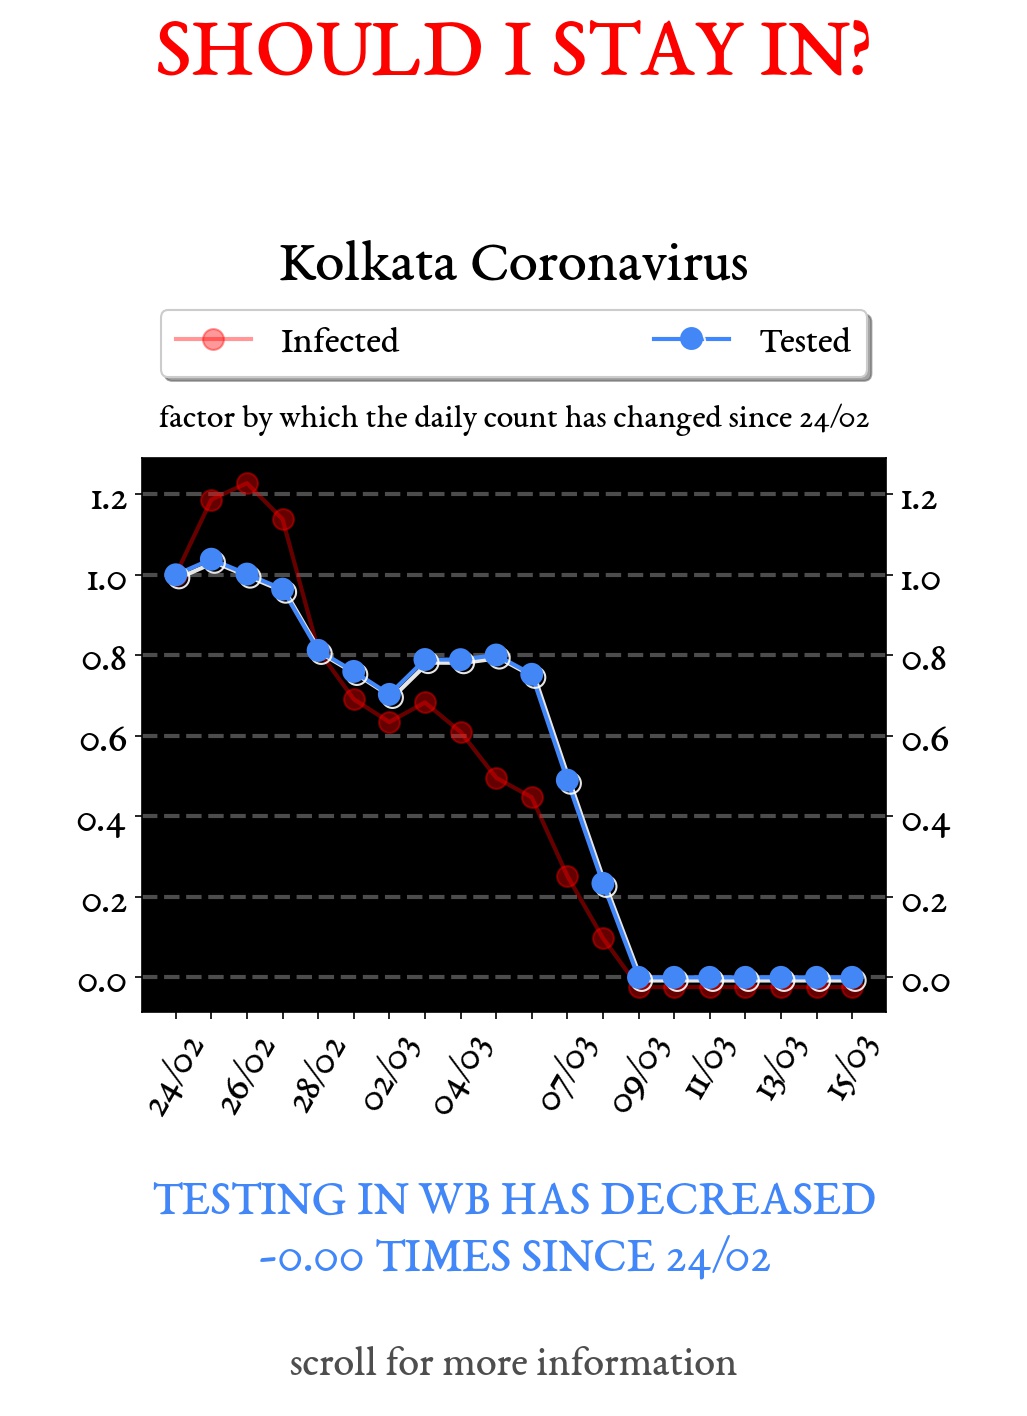 SHOULD I STAY IN?
Kolkata Coronavirus
Infected Tested
factor by which the daily count has changed since 24/02
1.2 1.2
1.0 1.0
0.8 0.8
0.6 0.6
0.4 0.4
0.2 0.2
0.0 0.0
24/02 26/02 28/02 02/03 04/03 07/03 09/03 11/03 13/03 15/03
TESTING IN WB HAS DECREASED
-0.00 TIMES SINCE 24/02
scroll for more information